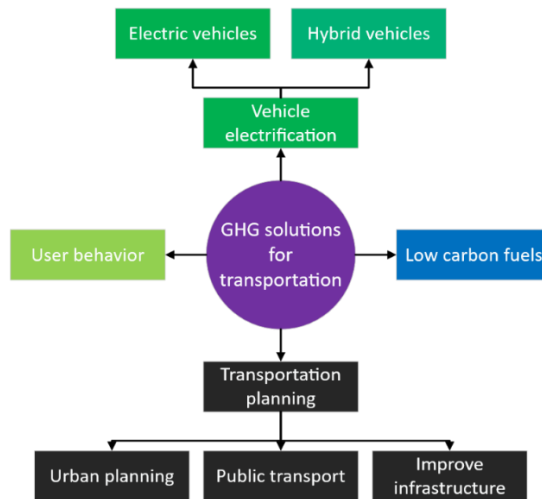 Electric vehicles
Hybrid vehicles
Vehicle
electrification
User behavior
GHG solutions
for
transportation
Low carbon fuels
Transportation
planning
Urban planning
Public transport
Improve
infrastructure